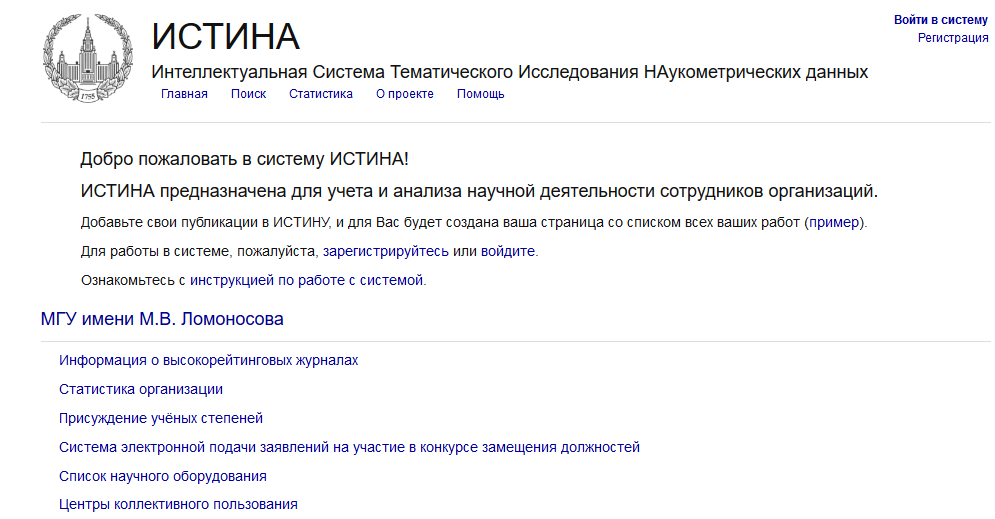 ИСТИНА
Войти в систему
Регистрация
Интеллектуальная Система Тематического Исследования НАукометрических данных
Главная Поиск Статистика О проекте Помощь
1755
Добро пожаловать в систему ИСТИНА!
ИСТИНА предназначена для учета и анализа научной деятельности сотрудников организаций.
Добавьте свои публикации в ИСТИНУ, и для Вас будет создана ваша страница со списком всех ваших работ (пример).
Для работы в системе, пожалуйста, зарегистрируйтесь или войдите.
Ознакомьтесь с инструкцией по работе с системой.
МГУ имени М.В. Ломоносова
Информация о высокорейтинговых журналах
Статистика организации
Присуждение учёных степеней
Система электронной подачи заявлений на участие в конкурсе замещения должностей
Список научного оборудования
Центры коллективного пользования